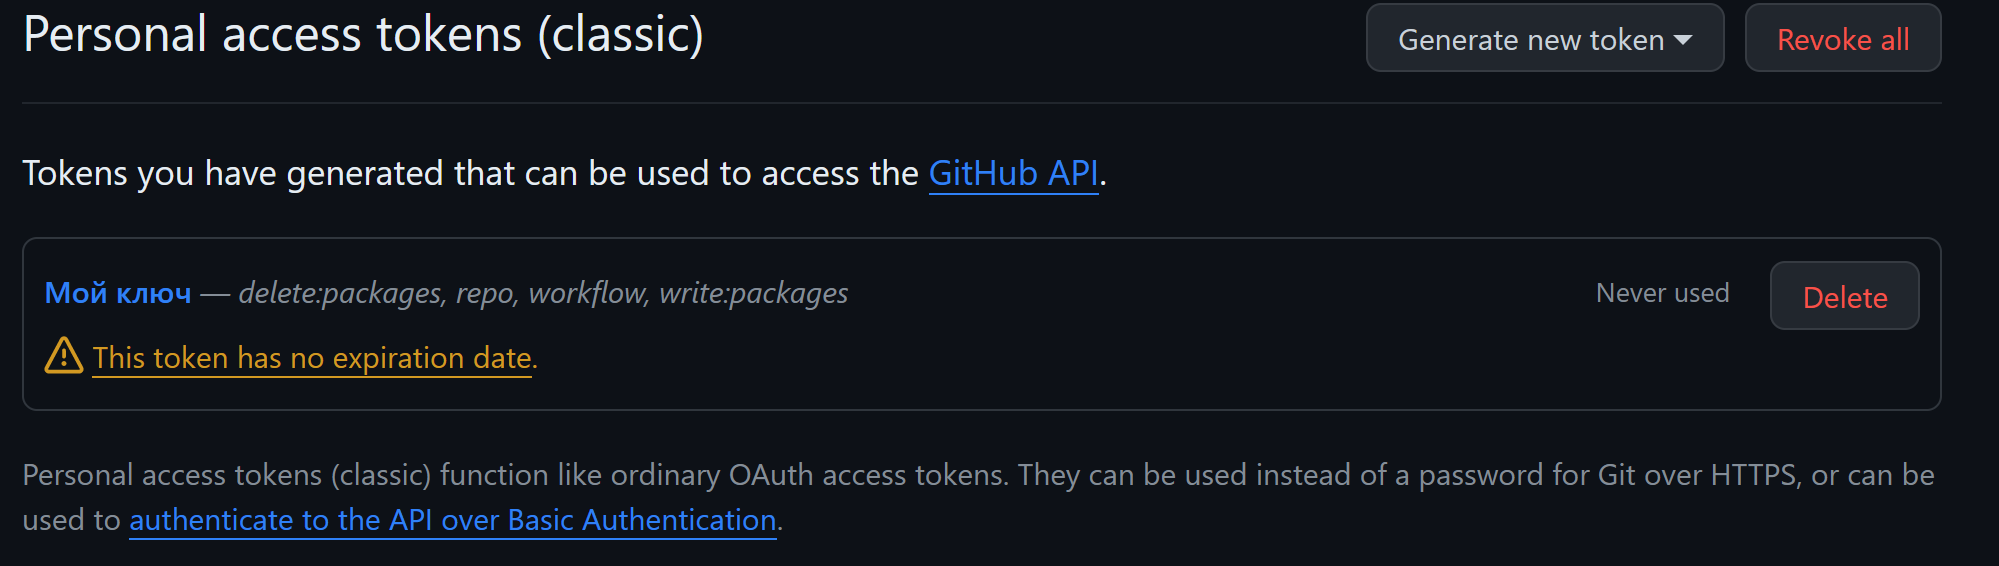 Personal access tokens (classic)
Generate new token
Revoke all
Tokens you have generated that can be used to access the GitHub API.
Мой ключ — delete:packages, repo, workflow, write:packages
Never used
Delete
This token has no expiration date.
Personal access tokens (classic) function like ordinary OAuth access tokens. They can be used instead of a password for Git over HTTPS, or can be
used to authenticate to the API over Basic Authentication.